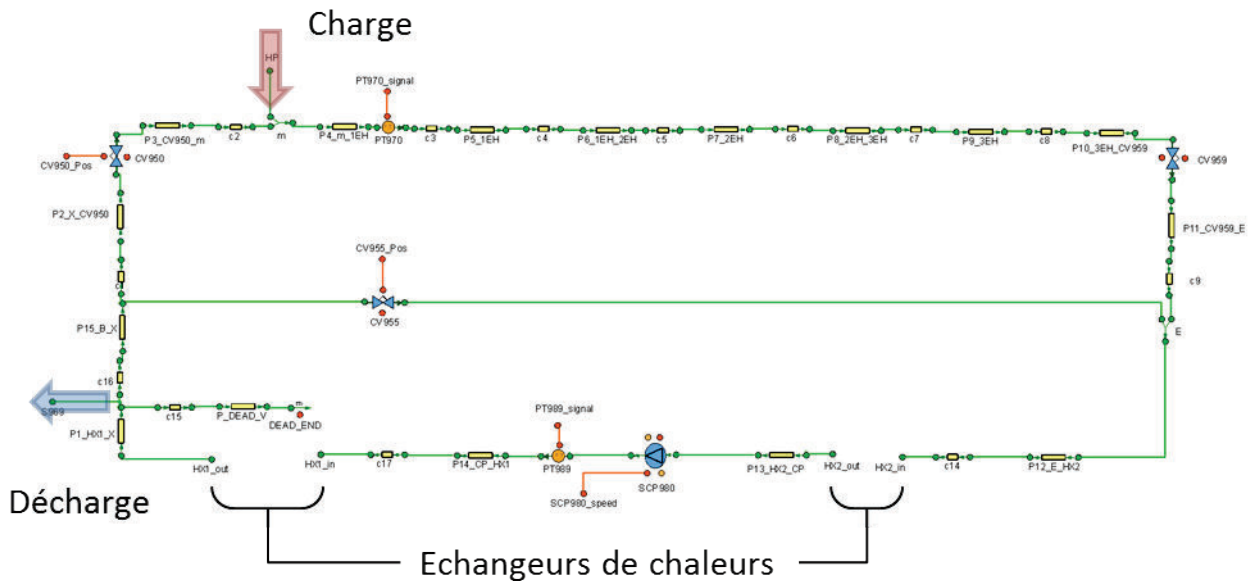 Charge
HP
PT970_signal
P3_CV950_m
c2
m
P4_m_1EH
PT970
c3
P5_1EH
c4
P6_1EH_2EH
c5
P7_2EH
c6
P8_2EH_3EH
c7
P9_3EH
c8
P10_3EH_CV959
CV950_Pos
CV950
CV959
P2_X_CV950
P11_CV959_E
CV955_Pos
c9
CV955
P15_B_X
E
c16
S969
c15
P_DEAD_V
m
DEAD_END
PT989_signal
P1_HX1_X
HX1_out
HX1_in
c17
P14_CP_HX1
PT989
SCP980
P13_HX2_CP
HX2_out
HX2_in
c14
P12_E_HX2
SCP980_speed
Décharge
Echangeurs de chaleurs